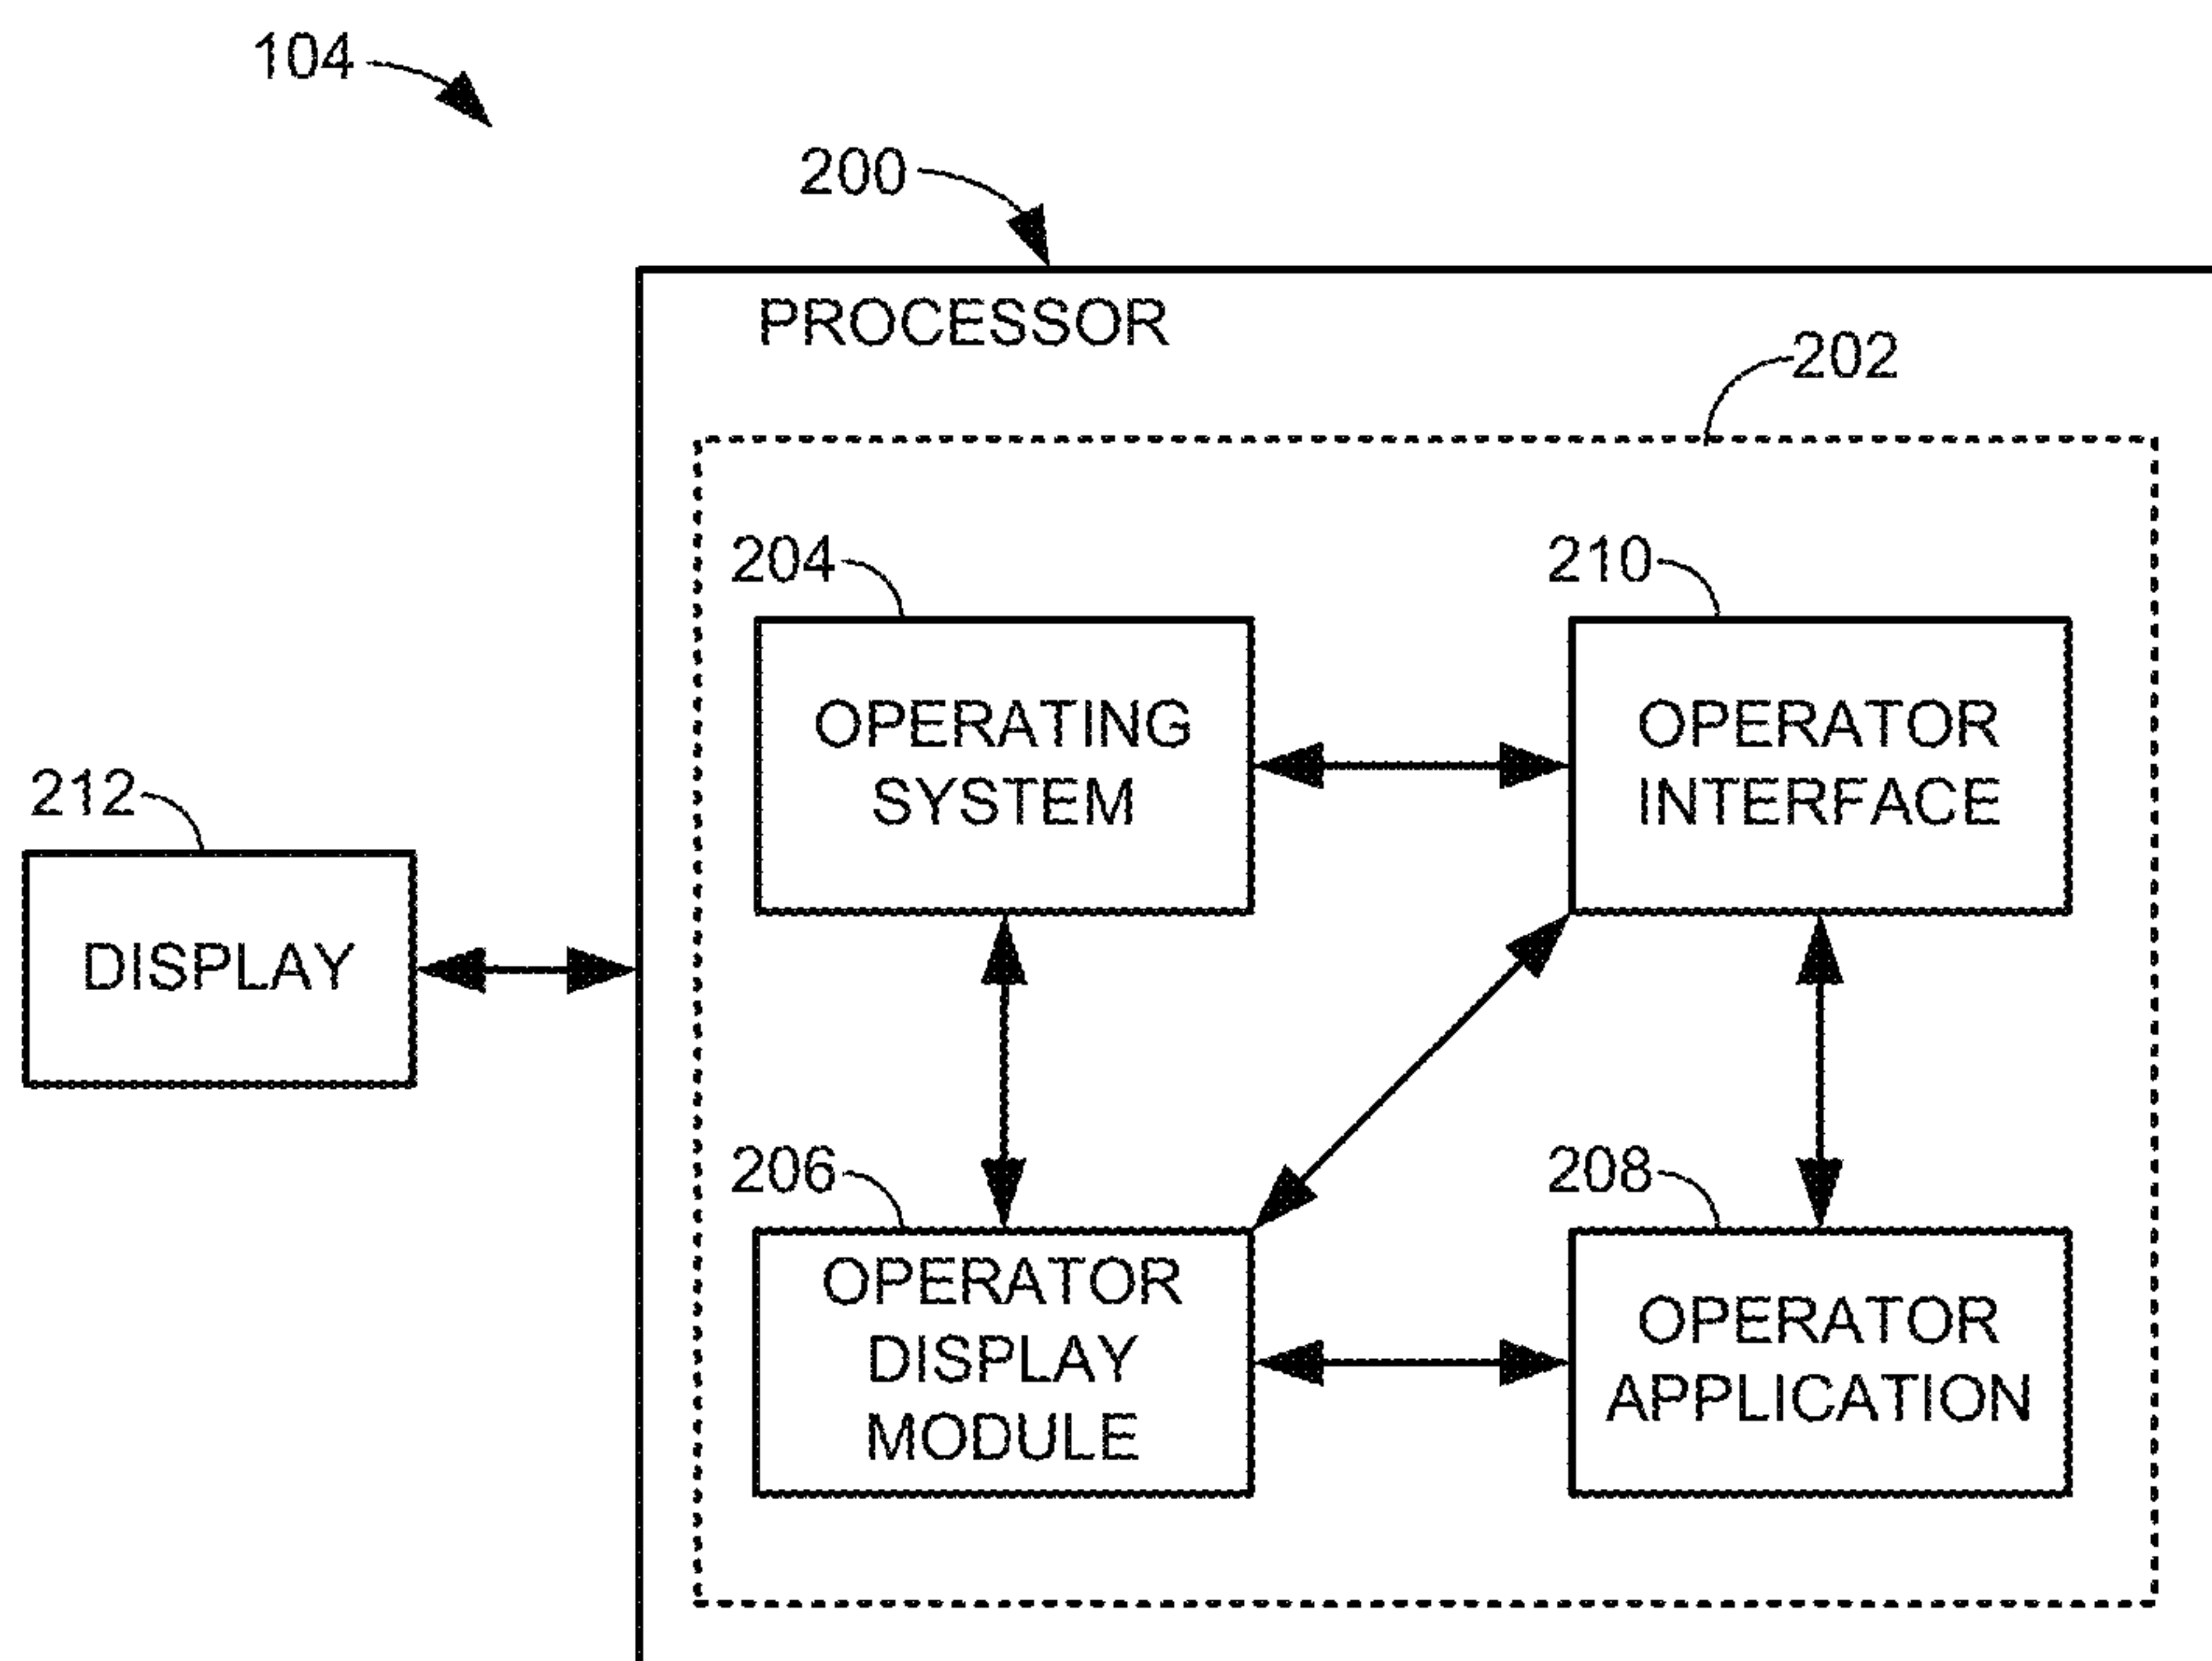 104
200
PROCESSOR
202
204
210
OPERATING
SYSTEM
OPERATOR
INTERFACE
212
DISPLAY
206
208
OPERATOR
DISPLAY
MODULE
OPERATOR
APPLICATION